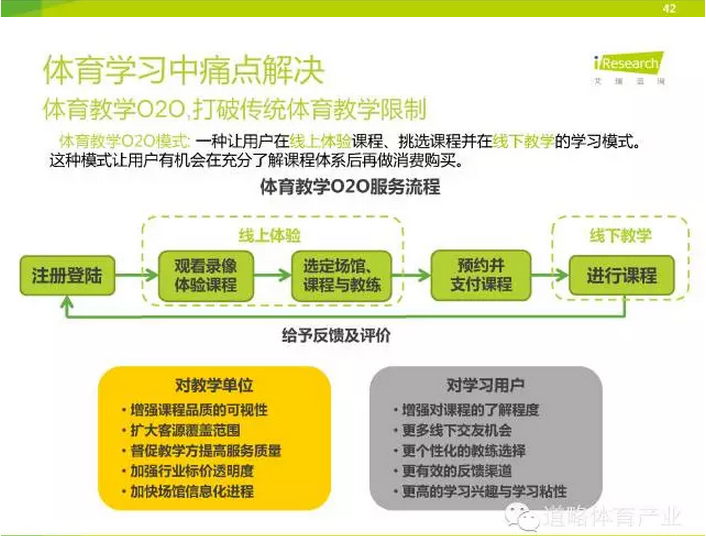 42
体育学习中痛点解决
iResearch
艾瑞咨询
体育教学O2O,打破传统体育教学限制
体育教学O2O模式: 一种让用户在线上体验课程、挑选课程并在线下教学的学习模式。
这种模式让用户有机会在充分了解课程体系后再做消费购买。
体育教学O2O服务流程
线上体验
线下教学
注册登陆
观看录像
体验课程
选定场馆、
课程与教练
预约并
支付课程
进行课程
给予反馈及评价
对教学单位
• 增强课程品质的可视性
• 扩大客源覆盖范围
• 督促教学方提高服务质量
• 加强行业标价透明度
• 加快场馆信息化进程
对学习用户
• 增强对课程的了解程度
• 更多线下交友机会
• 更个性化的教练选择
• 更有效的反馈渠道
• 更高的学习兴趣与学习粘性
道略体育产业